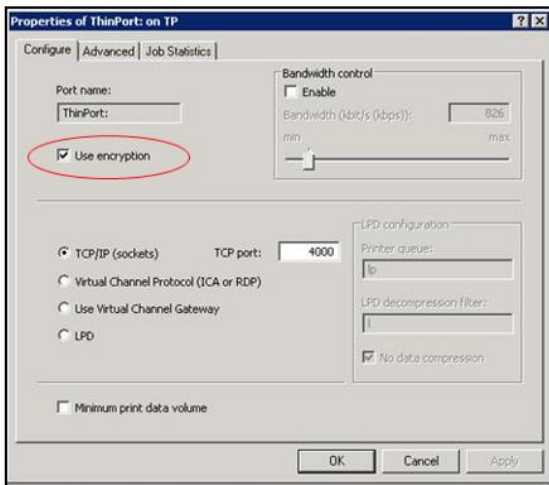 Properties of ThinPort: on TP
Configure Advanced Job Statistics
Port name:
ThinPort:
Use encryption
Bandwidth control
Enable
Bandwidth (kbit/s (kbps)): 826
min max
TCP/IP (sockets) TCP port: 4000
Virtual Channel Protocol (ICA or RDP)
Use Virtual Channel Gateway
LPD
LPD configuration
Printer queue:
lp
LPD decompression filter:
l
No data compression
Minimum print data volume
OK Cancel Apply